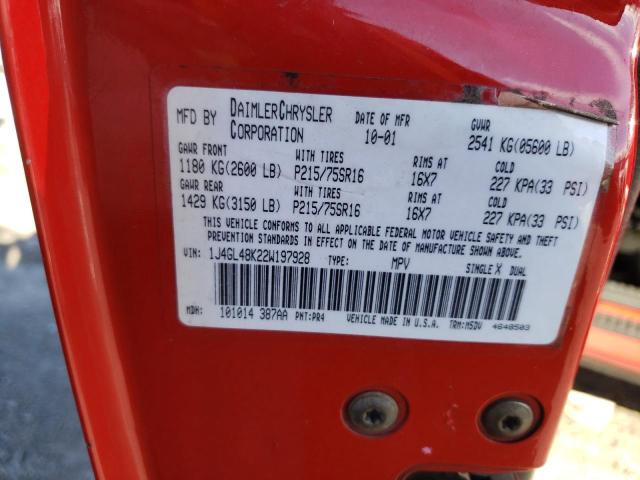 MFD BY DAIMLERCHRYSLER CORPORATION DATE OF MFR 10-01 GVWR 2541 KG(05600 LB)
GAWR FRONT WITH TIRES RIMS AT COLD
1180 KG(2600 LB) P215/75SR16 16X7 227 KPA(33 PSI)
GAWR REAR WITH TIRES RIMS AT COLD
1429 KG(3150 LB) P215/75SR16 16X7 227 KPA(33 PSI)
THIS VEHICLE CONFORMS TO ALL APPLICABLE FEDERAL MOTOR VEHICLE SAFETY AND THEFT
PREVENTION STANDARDS IN EFFECT ON THE DATE OF MANUFACTURE SHOWN ABOVE.
VIN: 1J4GL48K22W197928 TYPE: MPV SINGLE X DUAL
MDH: 101014 387AA PNT:PR4 VEHICLE MADE IN U.S.A. TRM:MSDV 4648503